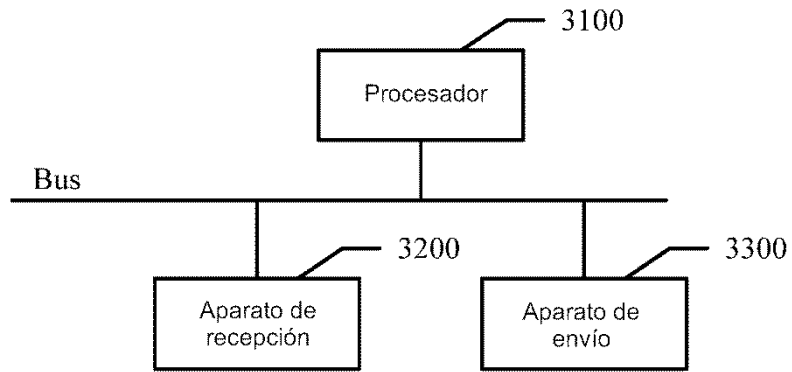 3100
Procesador
Bus
3200
3300
Aparato de
recepción
Aparato de
envío